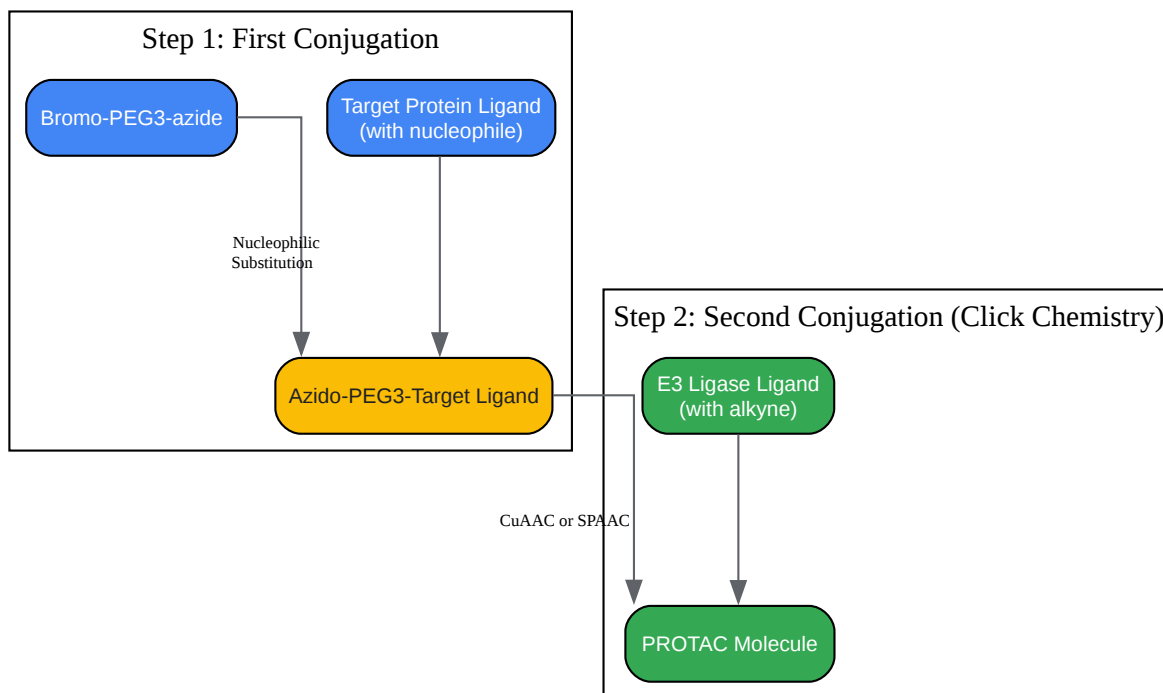 Step 1: First Conjugation
Bromo-PEG3-azide
Target Protein Ligand
(with nucleophile)
Nucleophilic
Substitution
Azido-PEG3-Target Ligand
Step 2: Second Conjugation (Click Chemistry)
E3 Ligase Ligand
(with alkyne)
CuAAC or SPAAC
PROTAC Molecule